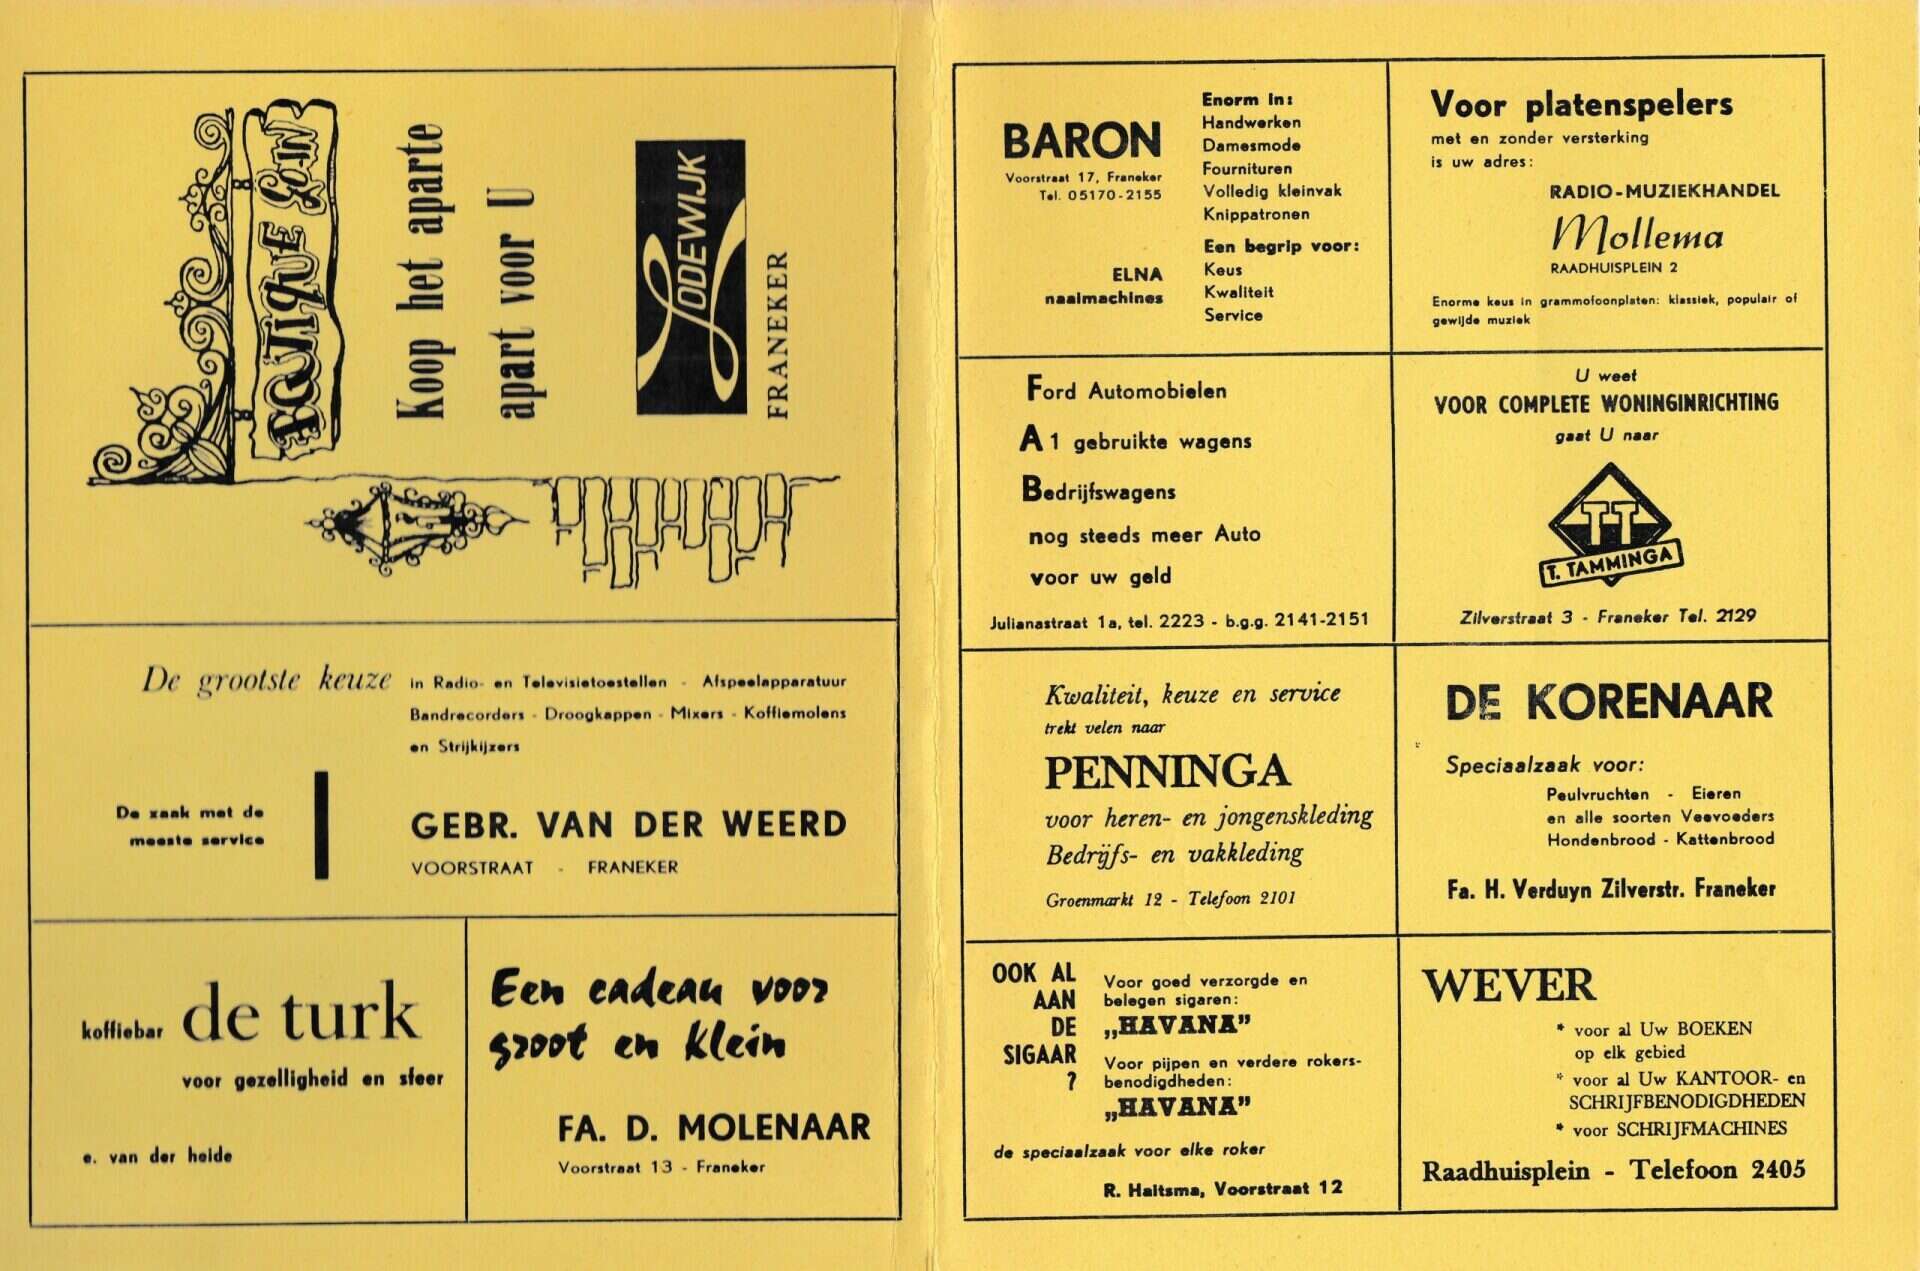 BOUTIQUE
Koop het aparte
apart voor U
LODEWIJK
FRANEKER
De grootste keuze in Radio- en Televisietoestellen - Afspeelapparatuur
Bandrecorders - Droogkappen - Mixers - Koffiemolens
en Strijkijzers
De zaak met de
meeste service
GEBR. VAN DER WEERD
VOORSTRAAT - FRANEKER
koffiebar de turk
voor gezelligheid en sfeer
e. van der heide
Een cadeau voor
groot en klein
FA. D. MOLENAAR
Voorstraat 13 - Franeker
BARON
Voorstraat 17, Franeker
Tel. 05170-2155
ELNA
naaimachines
Enorm in:
Handwerken
Damesmode
Fournituren
Volledig kleinvak
Knippatronen
Een begrip voor:
Keus
Kwaliteit
Service
Voor platenspelers
met en zonder versterking
is uw adres:
RADIO-MUZIEKHANDEL
Mollema
RAADHUISPLEIN 2
Enorme keus in grammofoonplaten: klassiek, populair of
gewijde muziek
Ford Automobielen
A 1 gebruikte wagens
Bedrijfswagens
nog steeds meer Auto
voor uw geld
Julianastraat 1a, tel. 2223 - b.g.g. 2141-2151
U weet
VOOR COMPLETE WONINGINRICHTING
gaat U naar
TT
T. TAMMINGA
Zilverstraat 3 - Franeker Tel. 2129
Kwaliteit, keuze en service
trekt velen naar
PENNINGA
voor heren- en jongenskleding
Bedrijfs- en vakkleding
Groenmarkt 12 - Telefoon 2101
DE KORENAAR
Speciaalzaak voor:
Peulvruchten - Eieren
en alle soorten Veevoeders
Hondenbrood - Kattenbrood
Fa. H. Verduyn Zilverstr. Franeker
OOK AL
AAN
DE
SIGAAR
?
Voor goed verzorgde en
belegen sigaren:
„HAVANA”
Voor pijpen en verdere rokers-
benodigdheden:
„HAVANA”
de speciaalzaak voor elke roker
R. Haitsma, Voorstraat 12
WEVER
* voor al Uw BOEKEN
op elk gebied
* voor al Uw KANTOOR- en
SCHRIJFBENODIGDHEDEN
* voor SCHRIJFMACHINES
Raadhuisplein - Telefoon 2405